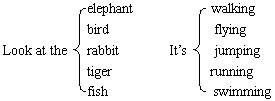 elephant walking
bird flying
Look at the rabbit It's jumping
tiger running
fish swimming